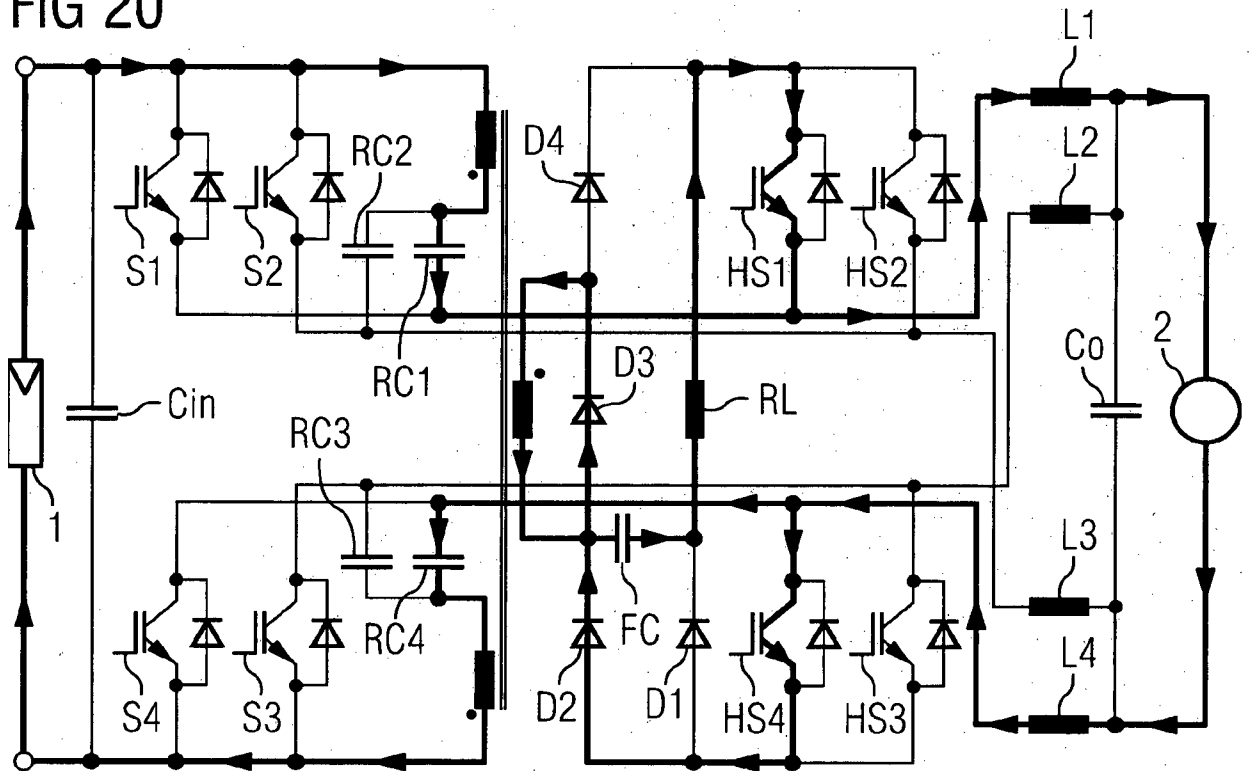 FIG 20
L1
RC2
D4
L2
S1
S2
HS1
HS2
RC1
D3
RL
Co
2
Cin
RC3
1
L3
RC4
FC
S4
S3
D2
D1
HS4
HS3
L4